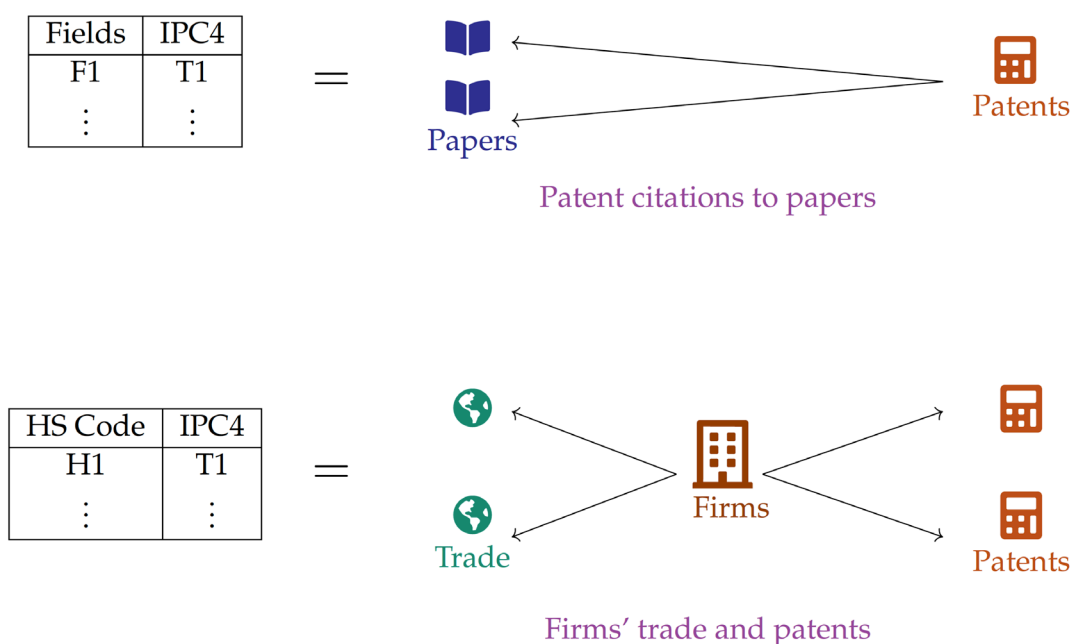 Fields IPC4
F1 T1
⋮ ⋮
=
Papers
Patents
Patent citations to papers
HS Code IPC4
H1 T1
⋮ ⋮
=
Trade
Firms
Patents
Firms’ trade and patents